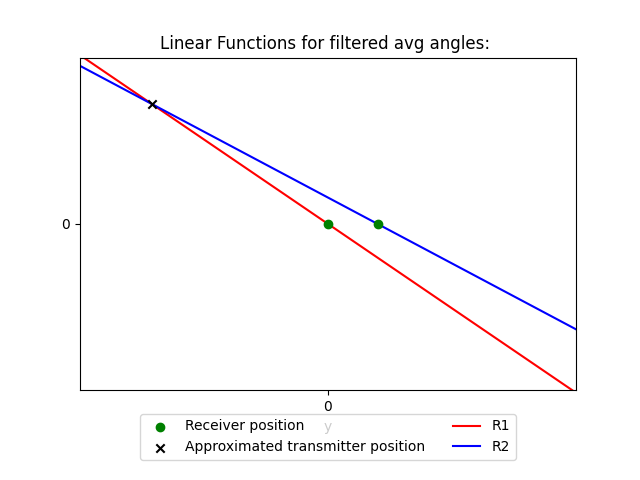 Linear Functions for filtered avg angles:
0
0
y
Receiver position
Approximated transmitter position
R1
R2